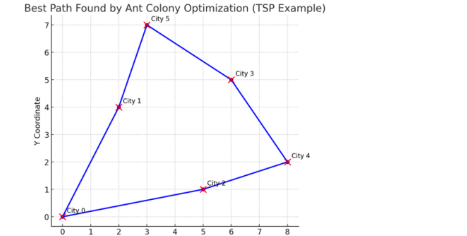 Best Path Found by Ant Colony Optimization (TSP Example)
City 5
7
6
City 3
5
City 1
4
Y Coordinate
3
City 4
2
City 2
1
City 0
0
0 1 2 3 4 5 6 7 8